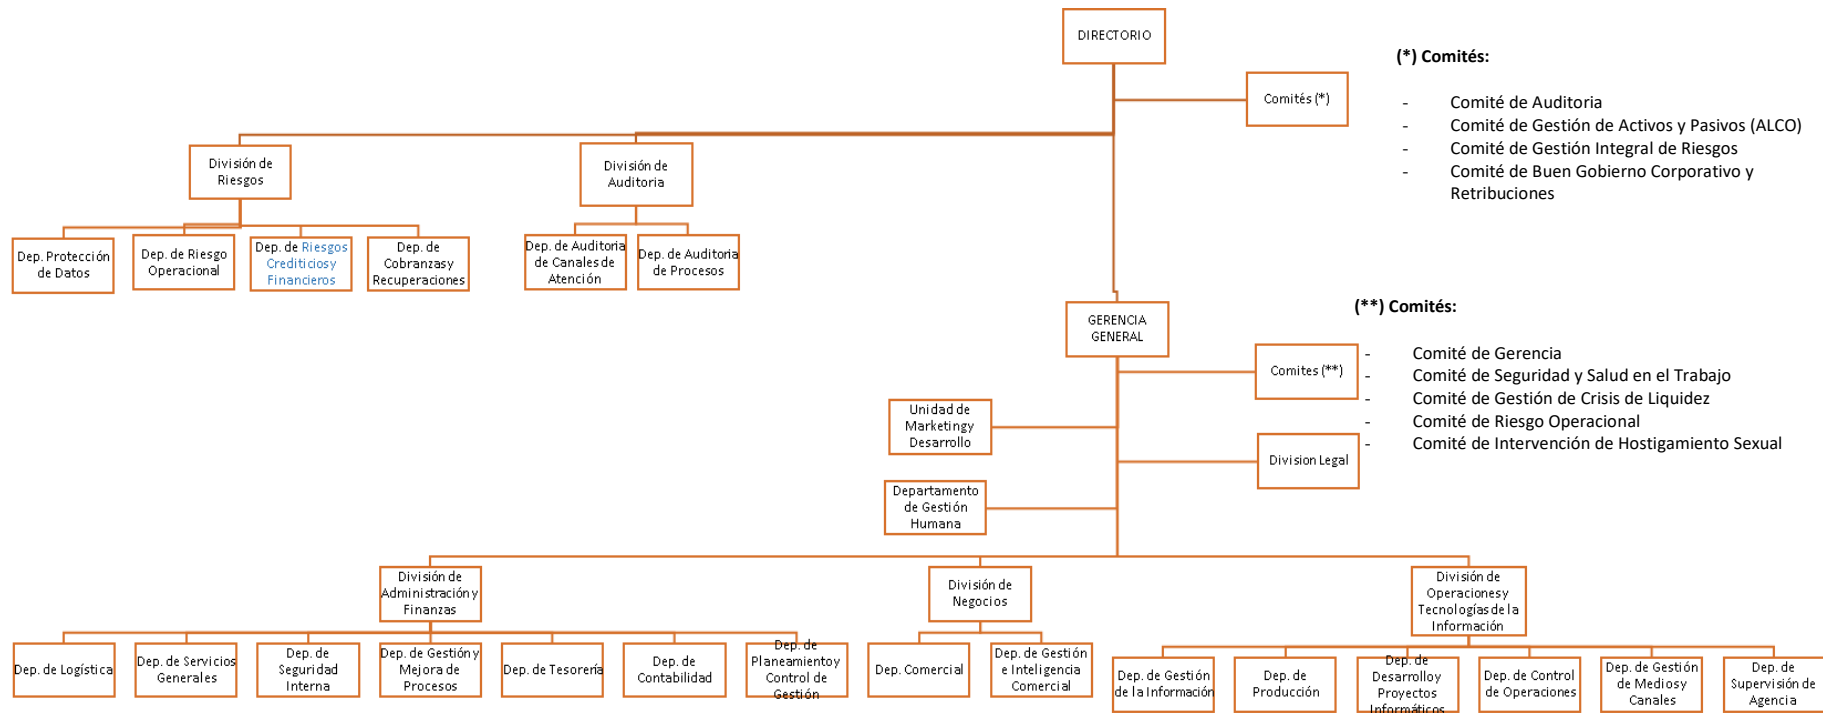 DIRECTORIO
(*) Comités:
Comités (*)
- Comité de Auditoria
- Comité de Gestión de Activos y Pasivos (ALCO)
- Comité de Gestión Integral de Riesgos
- Comité de Buen Gobierno Corporativo y
Retribuciones
División de
Riesgos
División de
Auditoria
Dep. Protección
de Datos
Dep. de Riesgo
Operacional
Dep. de Riesgos
Crediticios y
Financieros
Dep. de
Cobranzas y
Recuperaciones
Dep. de Auditoria
de Canales de
Atención
Dep. de Auditoria
de Procesos
GERENCIA
GENERAL
(**) Comités:
Comites (**)
- Comité de Gerencia
- Comité de Seguridad y Salud en el Trabajo
- Comité de Gestión de Crisis de Liquidez
- Comité de Riesgo Operacional
- Comité de Intervención de Hostigamiento Sexual
Unidad de
Marketing y
Desarrollo
Division Legal
Departamento
de Gestión
Humana
División de
Administración y
Finanzas
División de
Negocios
División de
Operaciones y
Tecnologías de la
Información
Dep. de Logística
Dep. de Servicios
Generales
Dep. de
Seguridad
Interna
Dep. de Gestión y
Mejora de
Procesos
Dep. de Tesorería
Dep. de
Contabilidad
Dep. de
Planeamiento y
Control de
Gestión
Dep. Comercial
Dep. de Gestión
e Inteligencia
Comercial
Dep. de Gestión
de la Información
Dep. de
Producción
Dep. de
Desarrollo y
Proyectos
Informáticos
Dep. de Control
de Operaciones
Dep. de Gestión
de Medios y
Canales
Dep. de
Supervisión de
Agencia